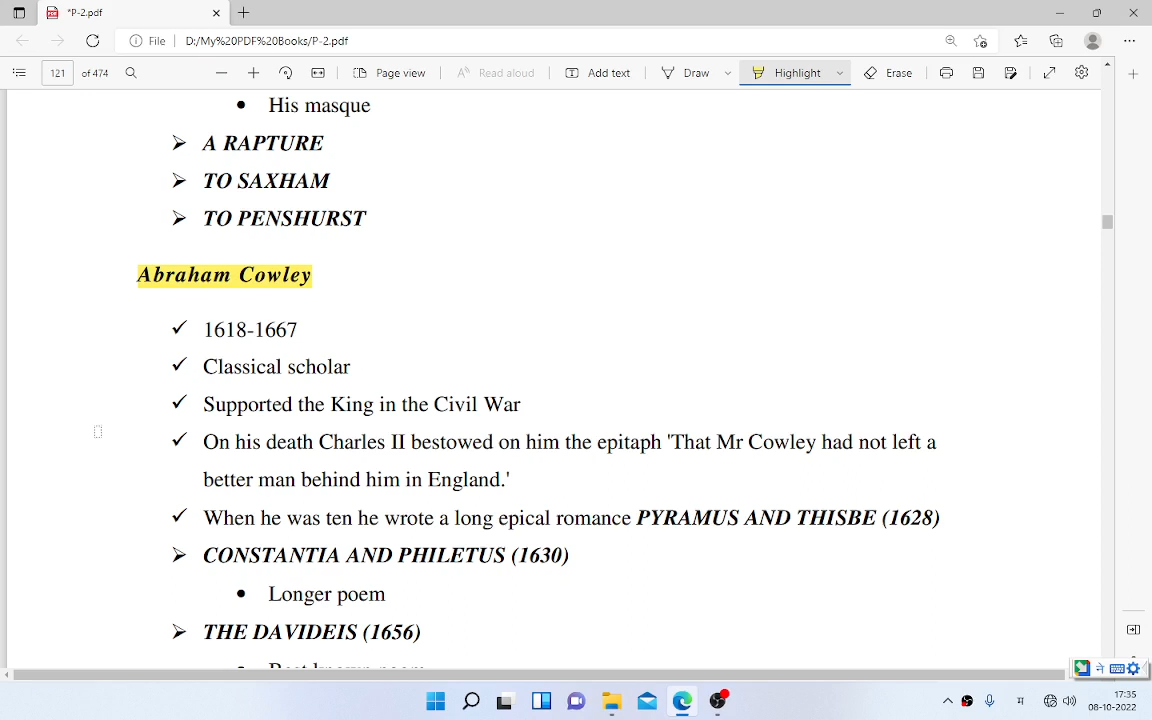 *P-2.pdf
File D:/My%20PDF%20Books/P-2.pdf
121 of 474 Page view Read aloud Add text Draw Highlight Erase
• His masque
➢ A RAPTURE
➢ TO SAXHAM
➢ TO PENSHURST
Abraham Cowley
✓ 1618-1667
✓ Classical scholar
✓ Supported the King in the Civil War
✓ On his death Charles II bestowed on him the epitaph 'That Mr Cowley had not left a
better man behind him in England.'
✓ When he was ten he wrote a long epical romance PYRAMUS AND THISBE (1628)
➢ CONSTANTIA AND PHILETUS (1630)
• Longer poem
➢ THE DAVIDEIS (1656)
17:35
08-10-2022